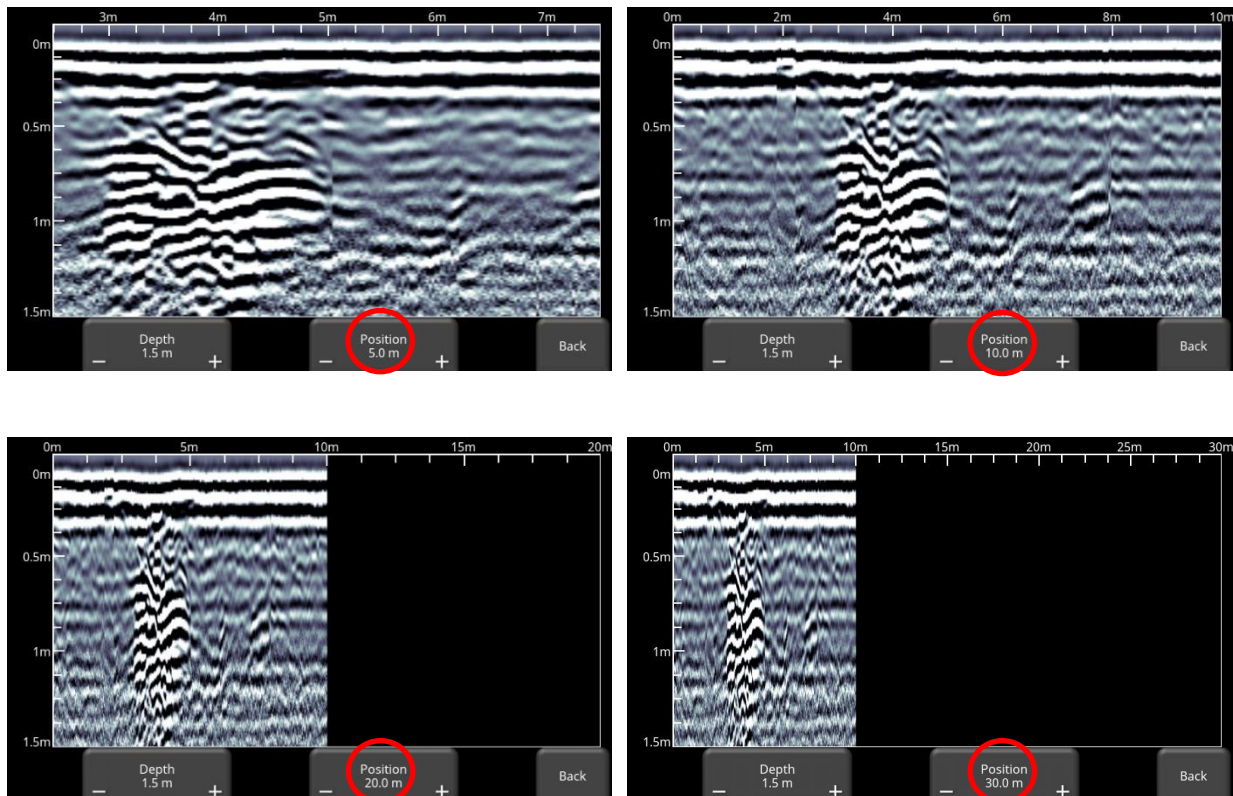 3m 4m 5m 6m 7m
0m
0.5m
1m
1.5m
Depth
1.5 m
− +
Position
5.0 m
− +
Back
0m 2m 4m 6m 8m 10m
0m
0.5m
1m
1.5m
Depth
1.5 m
− +
Position
10.0 m
− +
Back
0m 5m 10m 15m 20m
0m
0.5m
1m
1.5m
Depth
1.5 m
− +
Position
20.0 m
− +
Back
0m 5m 10m 15m 20m 25m 30m
0m
0.5m
1m
1.5m
Depth
1.5 m
− +
Position
30.0 m
− +
Back